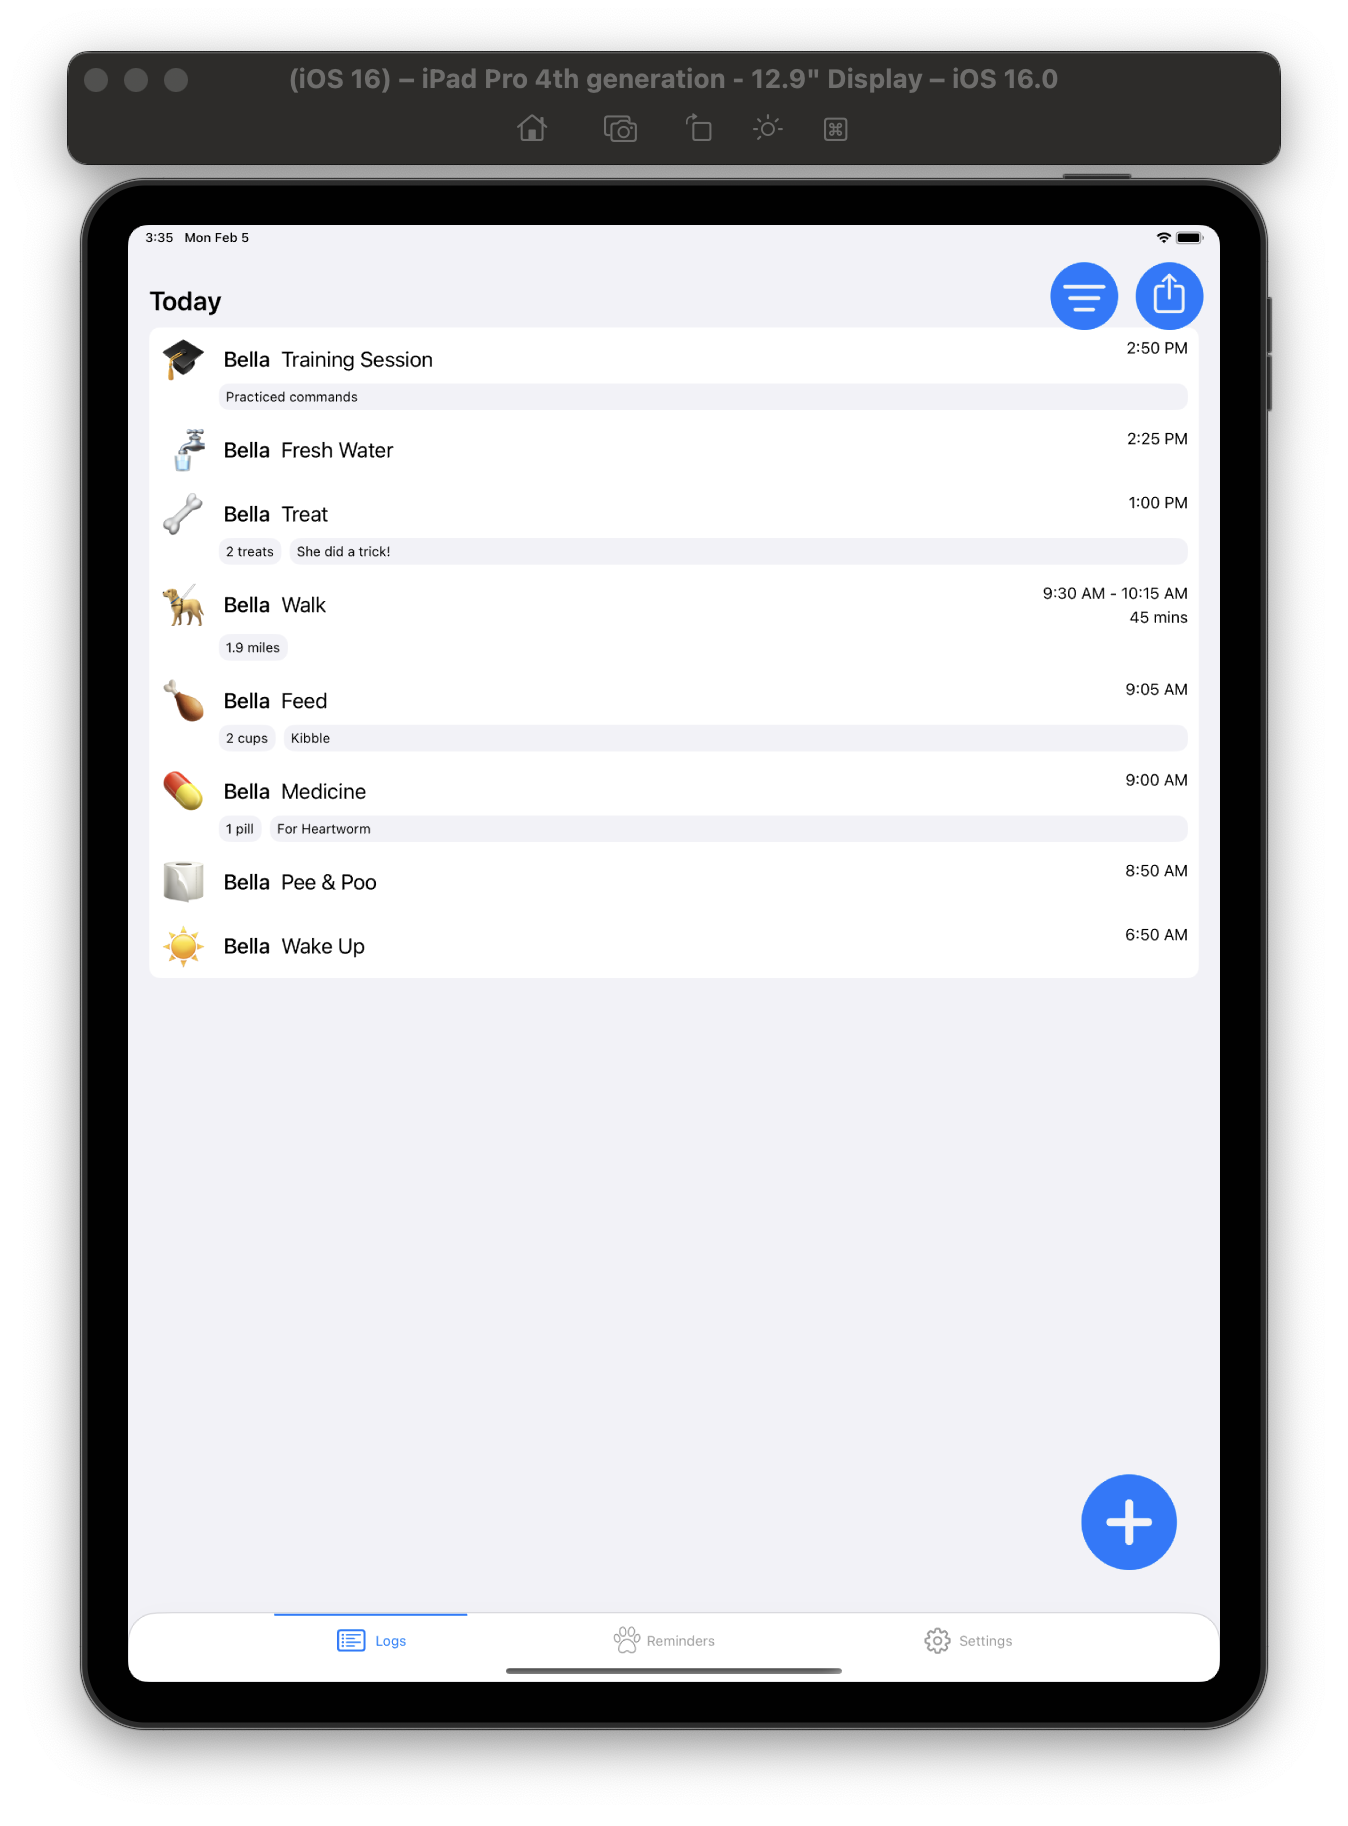 (iOS 16) – iPad Pro 4th generation - 12.9" Display – iOS 16.0
3:35 Mon Feb 5
Today
Bella Training Session 2:50 PM
Practiced commands
Bella Fresh Water 2:25 PM
Bella Treat 1:00 PM
2 treats She did a trick!
Bella Walk 9:30 AM - 10:15 AM
45 mins
1.9 miles
Bella Feed 9:05 AM
2 cups Kibble
Bella Medicine 9:00 AM
1 pill For Heartworm
Bella Pee & Poo 8:50 AM
Bella Wake Up 6:50 AM
Logs Reminders Settings